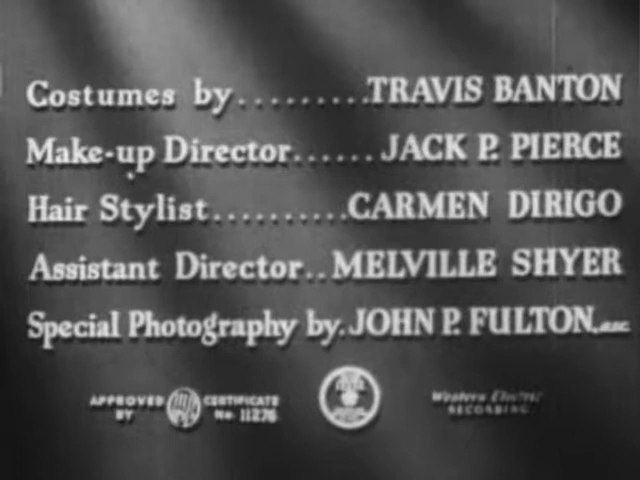 Costumes by.........TRAVIS BANTON
Make-up Director......JACK P. PIERCE
Hair Stylist..........CARMEN DIRIGO
Assistant Director..MELVILLE SHYER
Special Photography by.JOHN P. FULTON, A.S.C.
APPROVED BY CERTIFICATE No. 11276
Western Electric
RECORDING